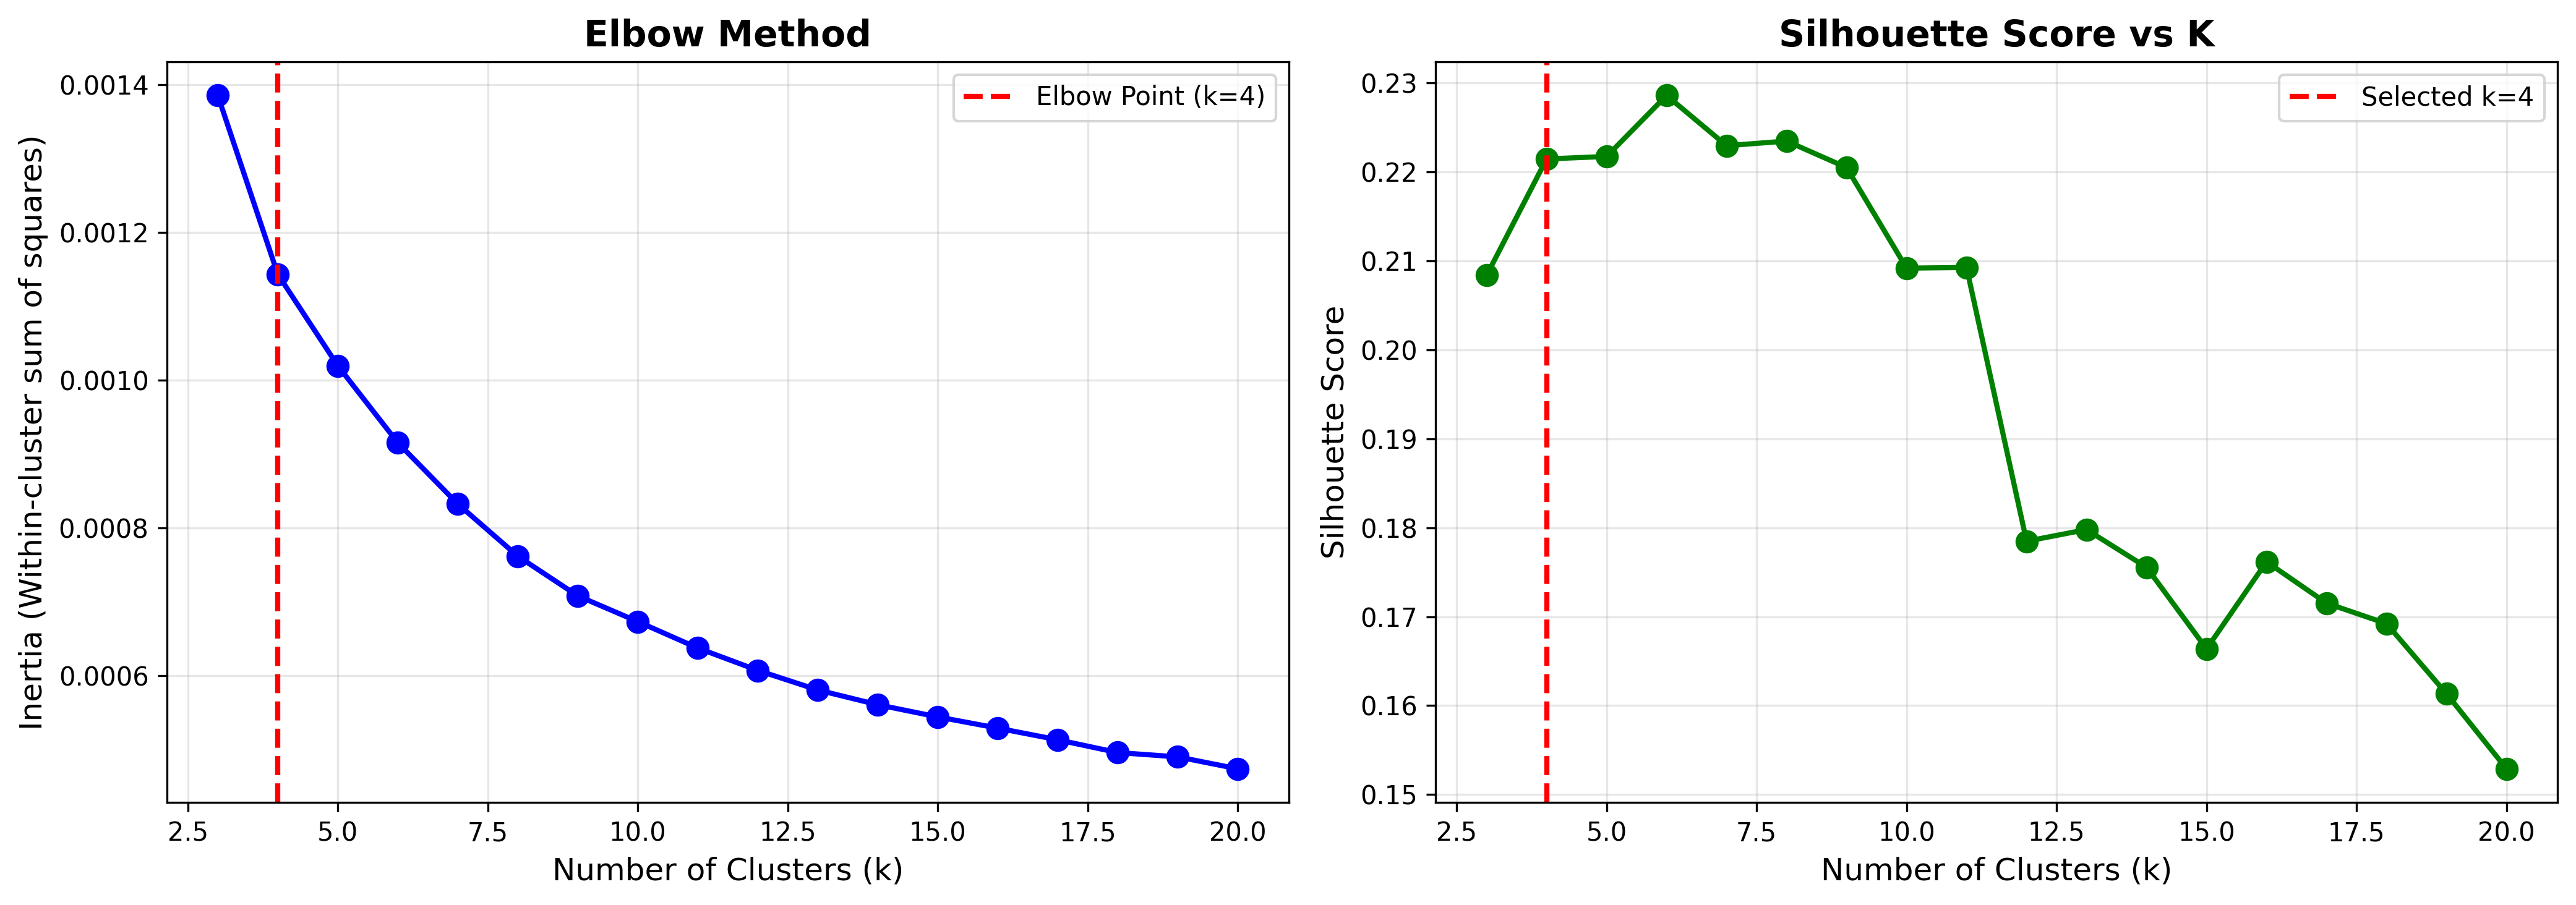 Elbow Method
Inertia (Within-cluster sum of squares)
0.0014
0.0012
0.0010
0.0008
0.0006
Elbow Point (k=4)
2.5 5.0 7.5 10.0 12.5 15.0 17.5 20.0
Number of Clusters (k)
Silhouette Score vs K
Silhouette Score
0.23
0.22
0.21
0.20
0.19
0.18
0.17
0.16
0.15
Selected k=4
2.5 5.0 7.5 10.0 12.5 15.0 17.5 20.0
Number of Clusters (k)